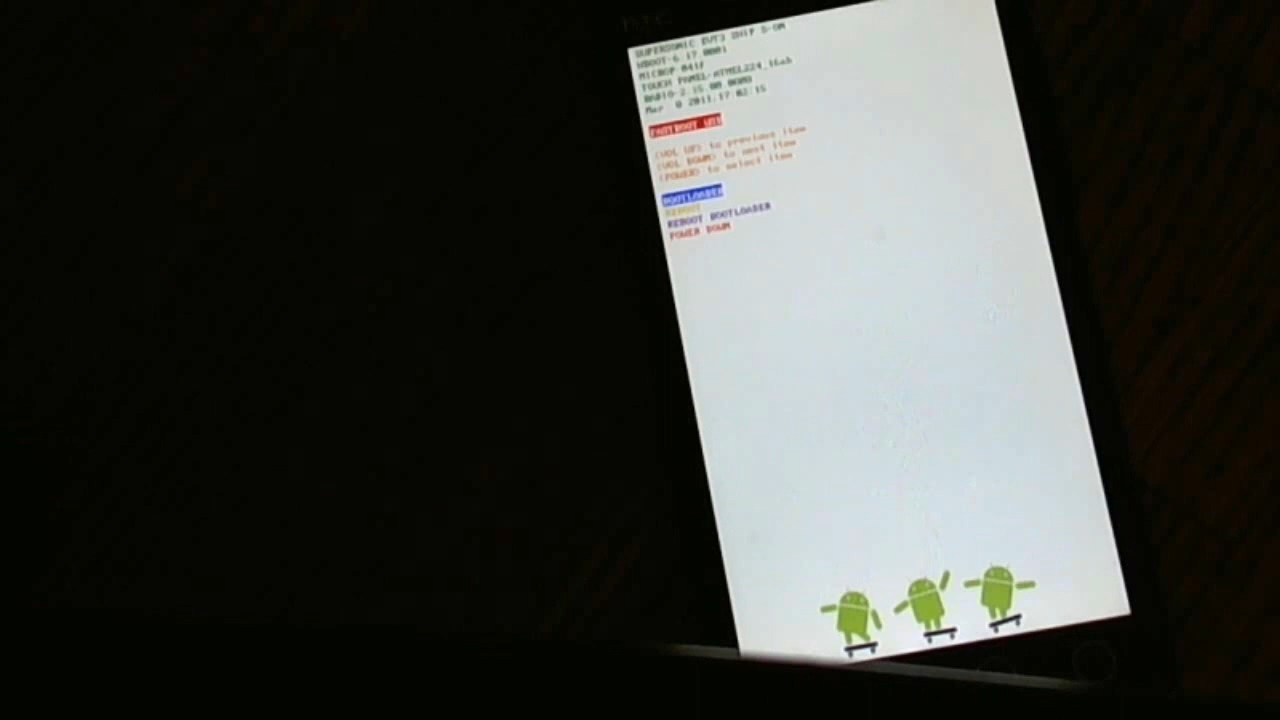 SUPERSONIC EVT3 SHIP S-ON
HBOOT-6.17.0001
MICROP-041f
TOUCH PANEL-ATMEL224_16ab
RADIO-2.15.00.0808
Mar 8 2011,17:02:15
FASTBOOT USB
<VOL UP> to previous item
<VOL DOWN> to next item
<POWER> to select item
BOOTLOADER
REBOOT
REBOOT BOOTLOADER
POWER DOWN